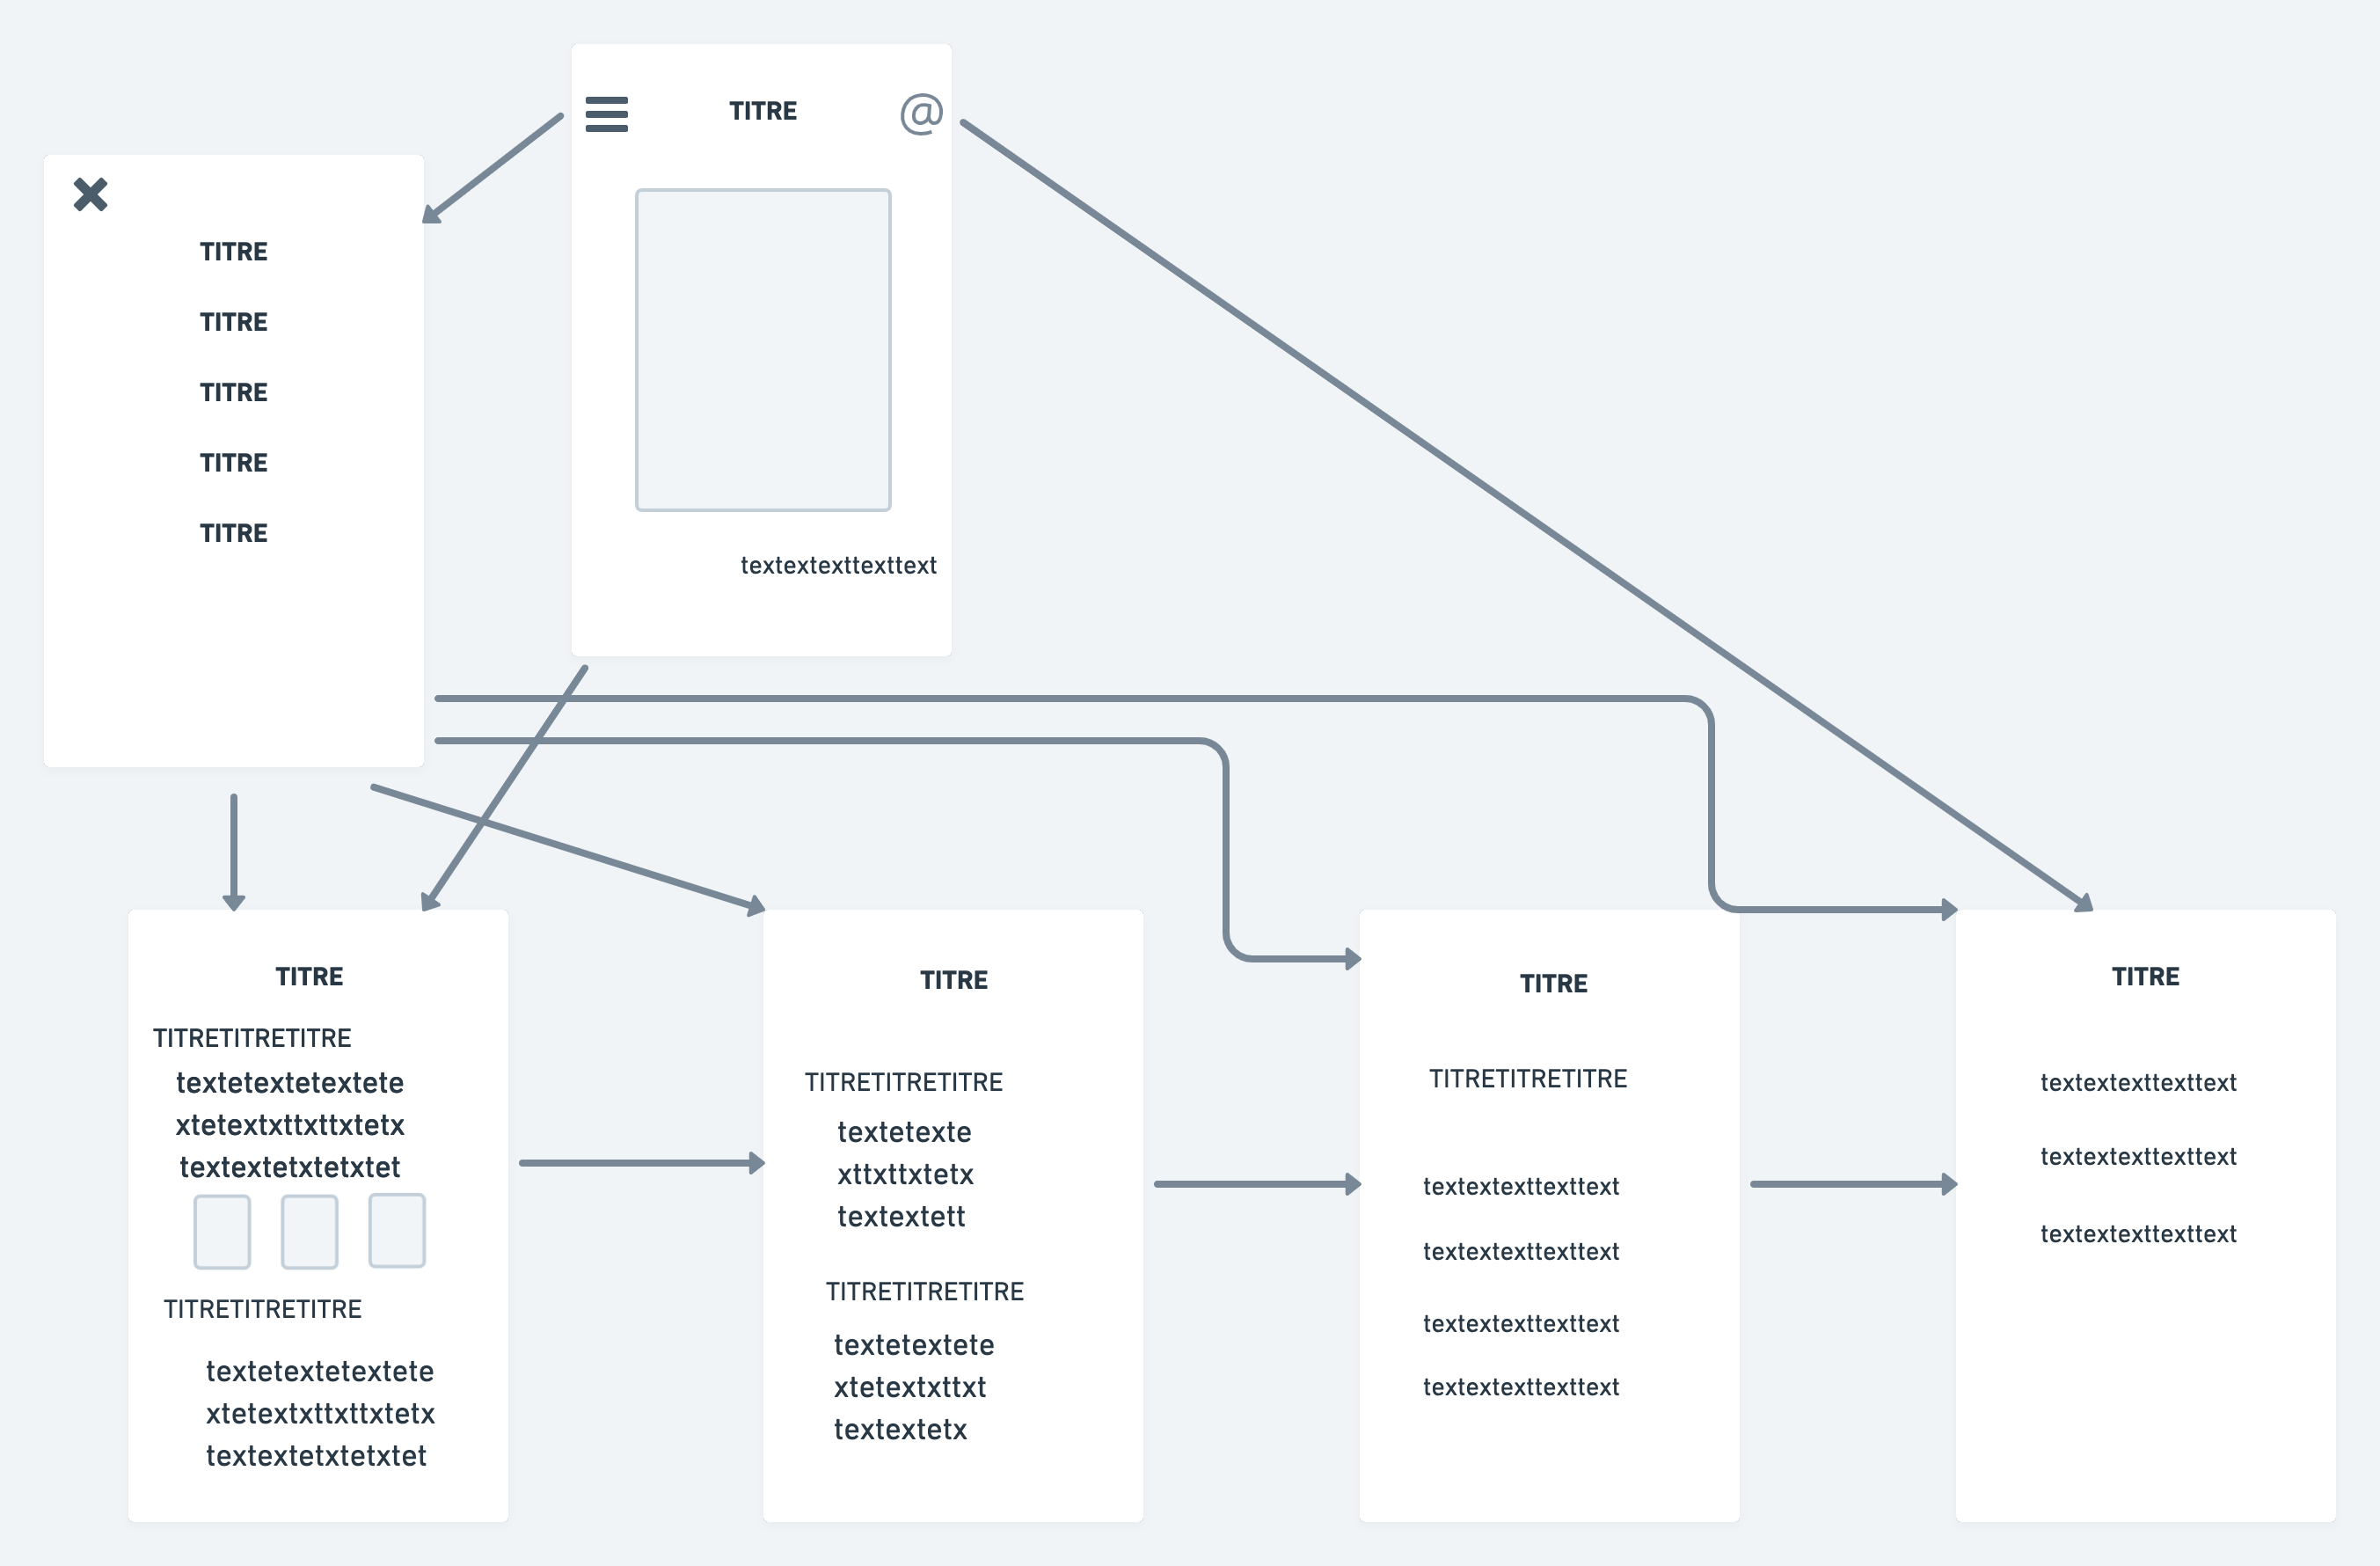 TITRE @
textextexttexttext
TITRE
TITRE
TITRE
TITRE
TITRE
TITRE
TITRETITRETITRE
textetextetextete
xtetextxttxttxtetx
textextetxtetxtet
TITRETITRETITRE
textetextetextete
xtetextxttxttxtetx
textextetxtetxtet
TITRE
TITRETITRETITRE
textetexte
xttxttxtetx
textextett
TITRETITRETITRE
textetextete
xtetextxttxt
textextetx
TITRE
TITRETITRETITRE
textextexttexttext
textextexttexttext
textextexttexttext
textextexttexttext
TITRE
textextexttexttext
textextexttexttext
textextexttexttext